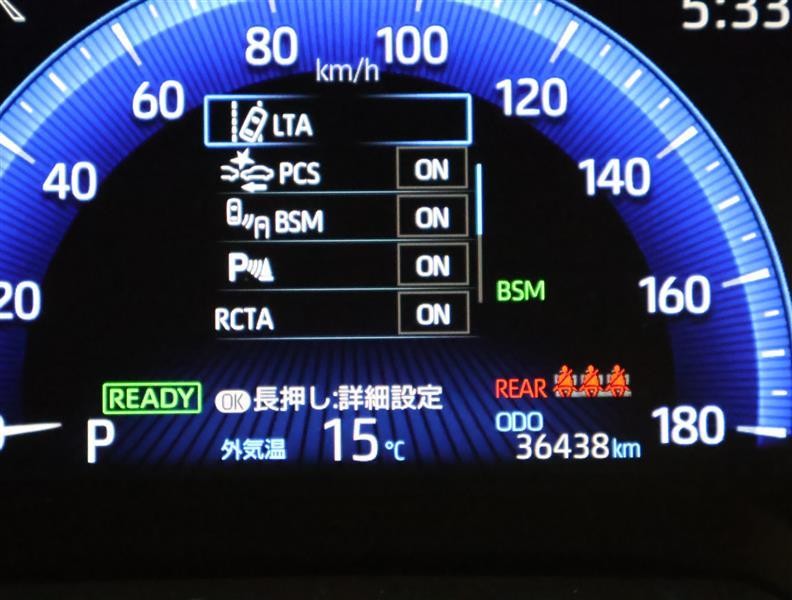 5:33
80 100
km/h
60 120
LTA
40 PCS ON 140
BSM ON
P ON
20 BSM 160
RCTA ON
READY OK 長押し:詳細設定 REAR
P 外気温 15℃ ODO 180
36438km